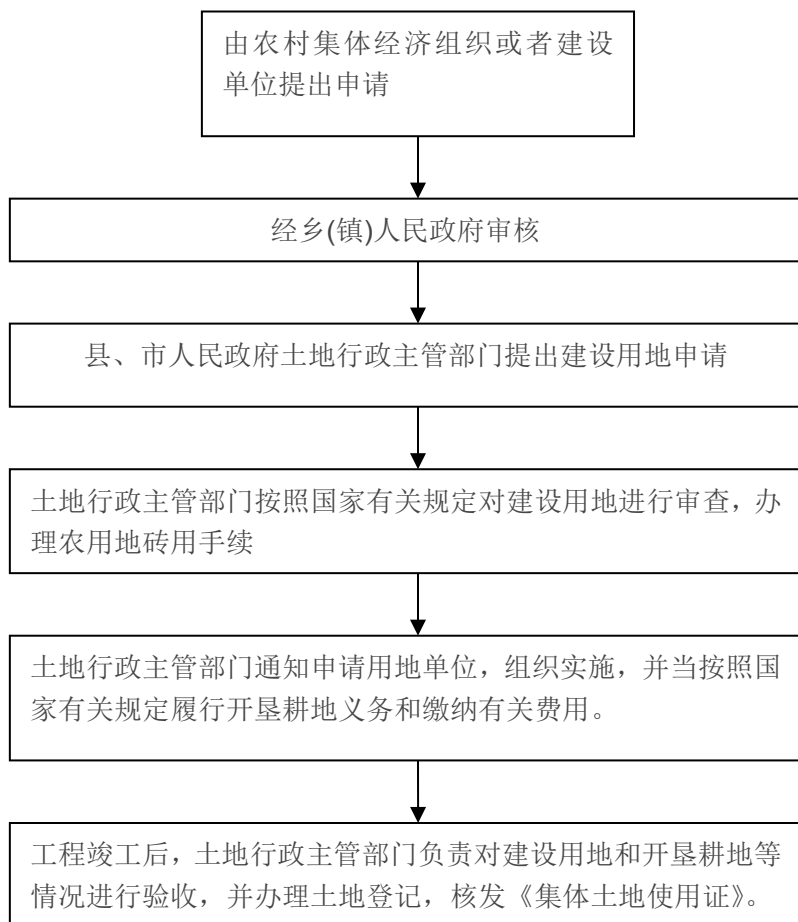 由农村集体经济组织或者建设
单位提出申请
经乡(镇)人民政府审核
县、市人民政府土地行政主管部门提出建设用地申请
土地行政主管部门按照国家有关规定对建设用地进行审查，办
理农用地砖用手续
土地行政主管部门通知申请用地单位，组织实施，并当按照国
家有关规定履行开垦耕地义务和缴纳有关费用。
工程竣工后，土地行政主管部门负责对建设用地和开垦耕地等
情况进行验收，并办理土地登记，核发《集体土地使用证》。